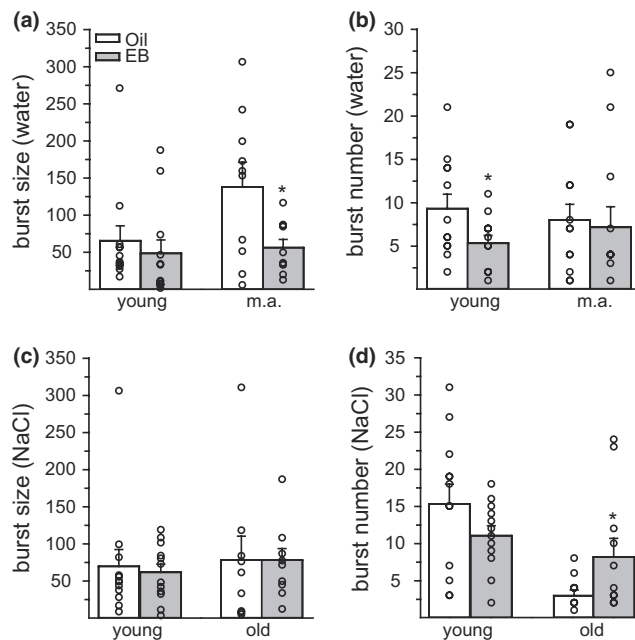 (a)
350
300
250
200
150
100
50
burst size (water)
Oil
EB
*
young
m.a.
(b)
30
25
20
15
10
5
burst number (water)
*
young
m.a.
(c)
350
300
250
200
150
100
50
burst size (NaCl)
young
old
(d)
35
30
25
20
15
10
5
burst number (NaCl)
*
young
old